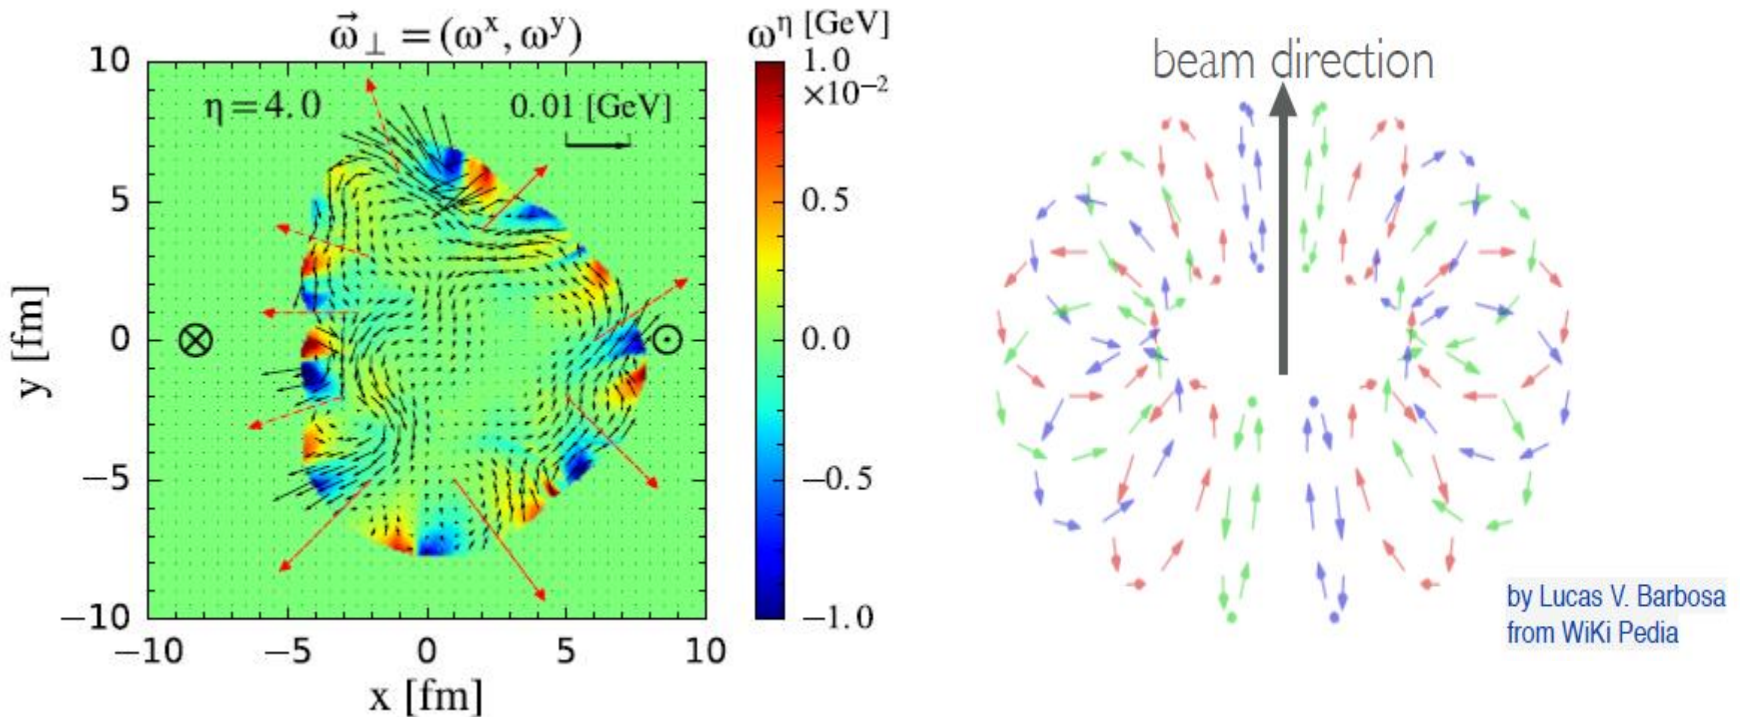 ω⃗⊥ = (ωˣ, ωʸ)
ω^η [GeV]
η = 4.0
0.01 [GeV]
10
5
0
−5
−10
y [fm]
−10
−5
0
5
10
x [fm]
1.0
×10⁻²
0.5
0.0
−0.5
−1.0
beam direction
by Lucas V. Barbosa
from WiKi Pedia